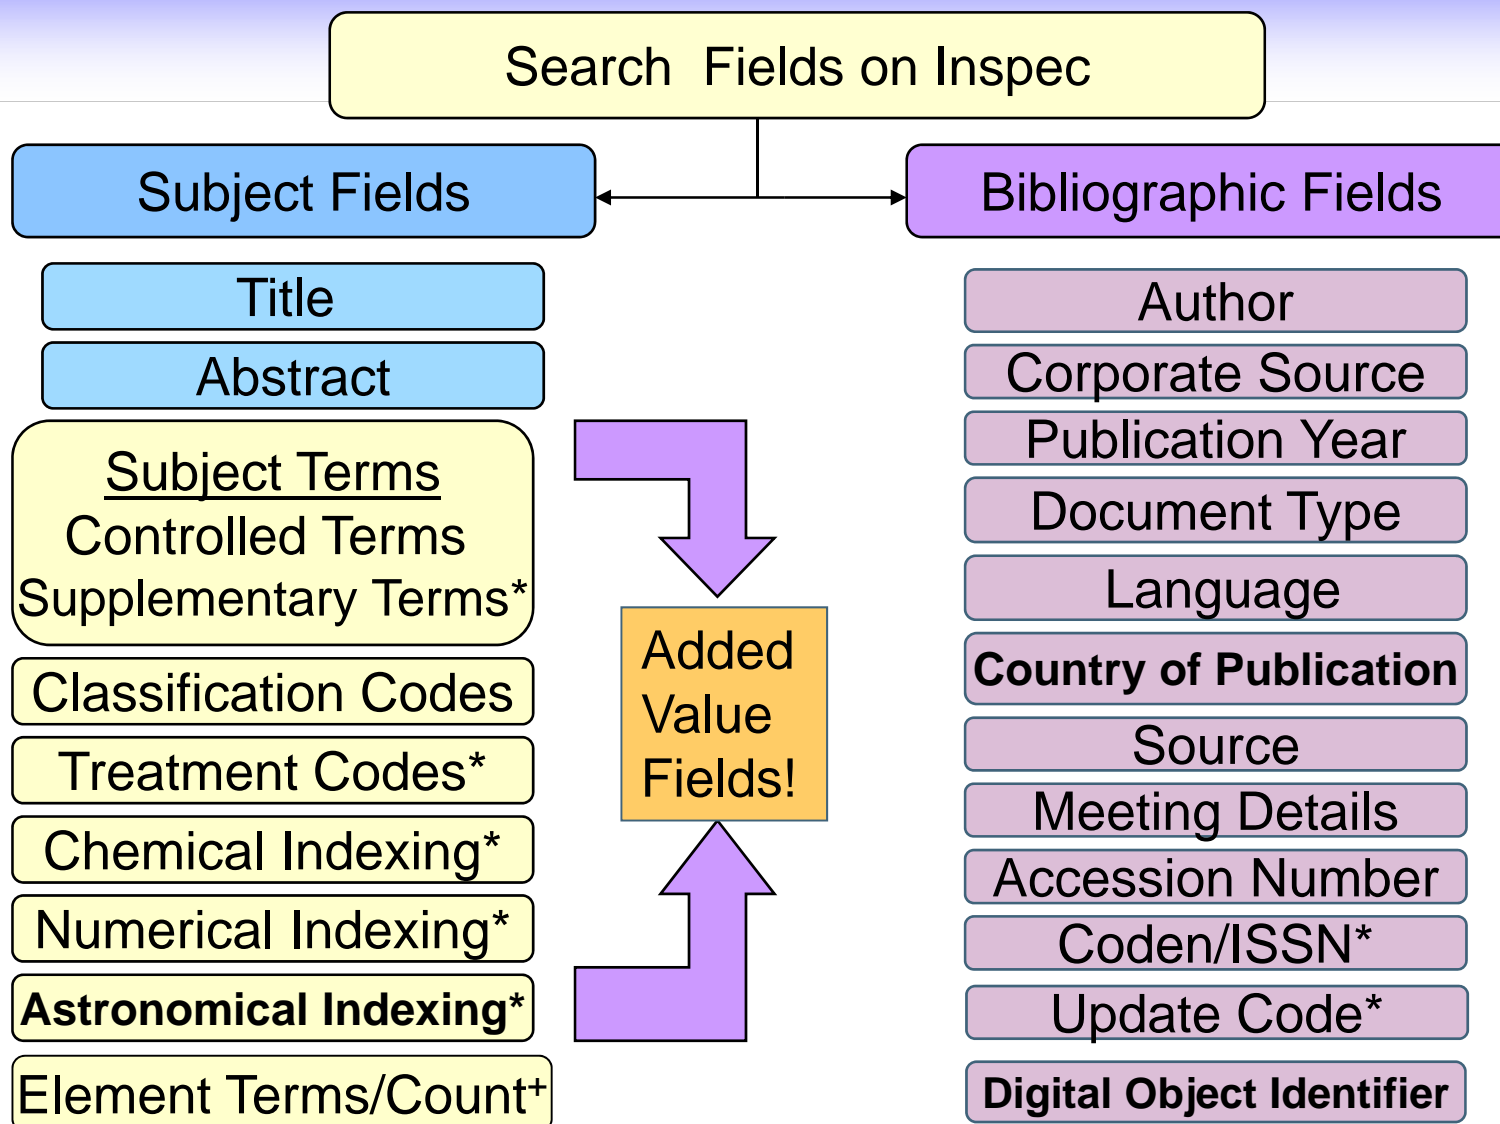 Search Fields on Inspec
Subject Fields
Bibliographic Fields
Title
Abstract
Subject Terms
Controlled Terms
Supplementary Terms*
Classification Codes
Treatment Codes*
Chemical Indexing*
Numerical Indexing*
Astronomical Indexing*
Element Terms/Count+
Added
Value
Fields!
Author
Corporate Source
Publication Year
Document Type
Language
Country of Publication
Source
Meeting Details
Accession Number
Coden/ISSN*
Update Code*
Digital Object Identifier